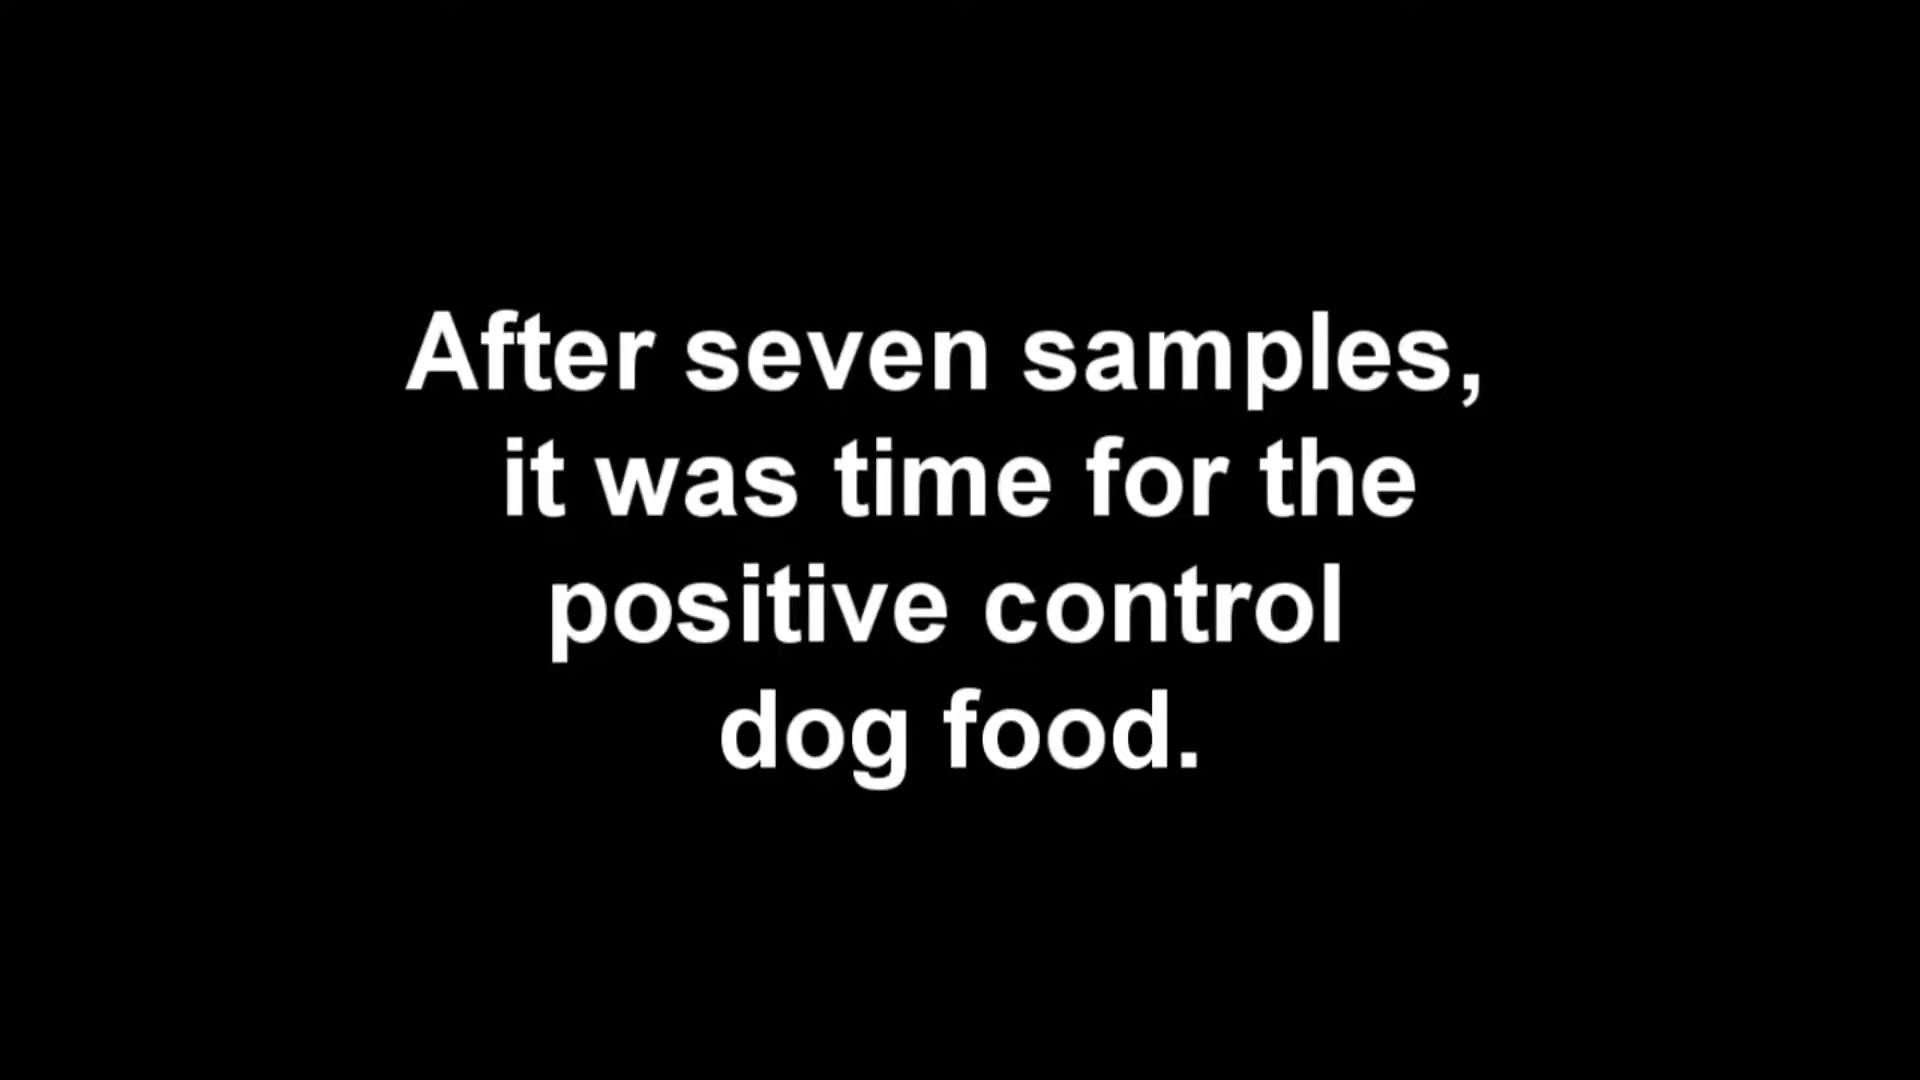 After seven samples,
it was time for the
positive control
dog food.